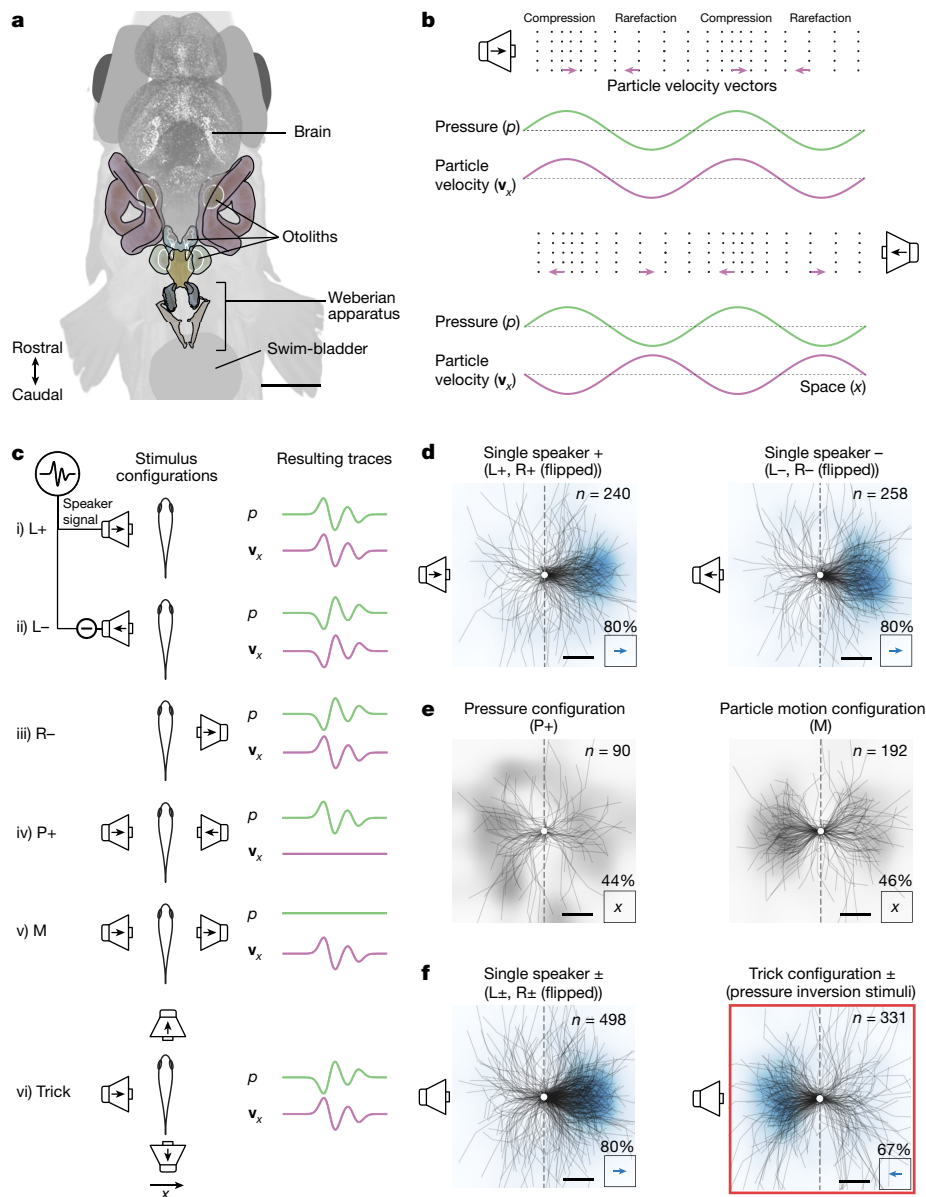 a
Brain
Otoliths
Weberian
apparatus
Swim-bladder
Rostral
Caudal
b
Compression Rarefaction Compression Rarefaction
Particle velocity vectors
Pressure (p)
Particle
velocity (vx)
Pressure (p)
Particle
velocity (vx)
Space (x)
c
Stimulus
configurations
Resulting traces
Speaker
signal
i) L+
p
vx
ii) L–
p
vx
iii) R–
p
vx
iv) P+
p
vx
v) M
p
vx
vi) Trick
p
vx
x
d
Single speaker +
(L+, R+ (flipped))
n = 240
80%
Single speaker –
(L–, R– (flipped))
n = 258
80%
e
Pressure configuration
(P+)
n = 90
44%
x
Particle motion configuration
(M)
n = 192
46%
x
f
Single speaker ±
(L±, R± (flipped))
n = 498
80%
Trick configuration ±
(pressure inversion stimuli)
n = 331
67%